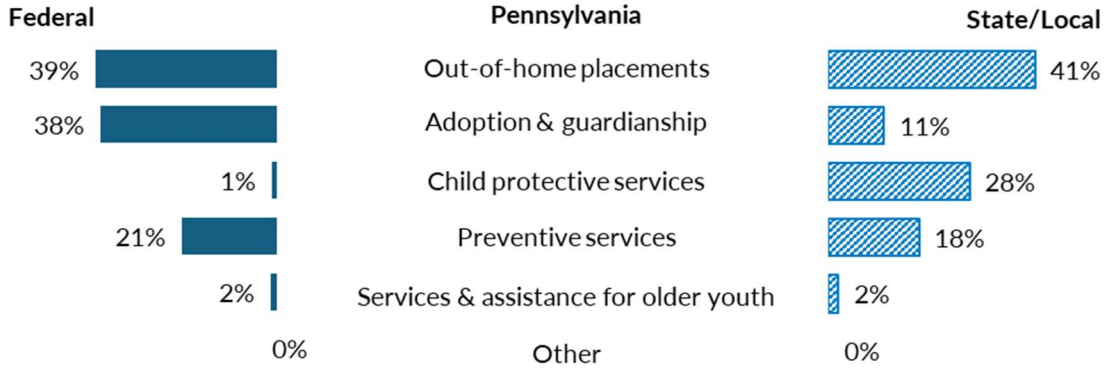 Federal Pennsylvania State/Local
39% Out-of-home placements 41%
38% Adoption & guardianship 11%
1% Child protective services 28%
21% Preventive services 18%
2% Services & assistance for older youth 2%
0% Other 0%